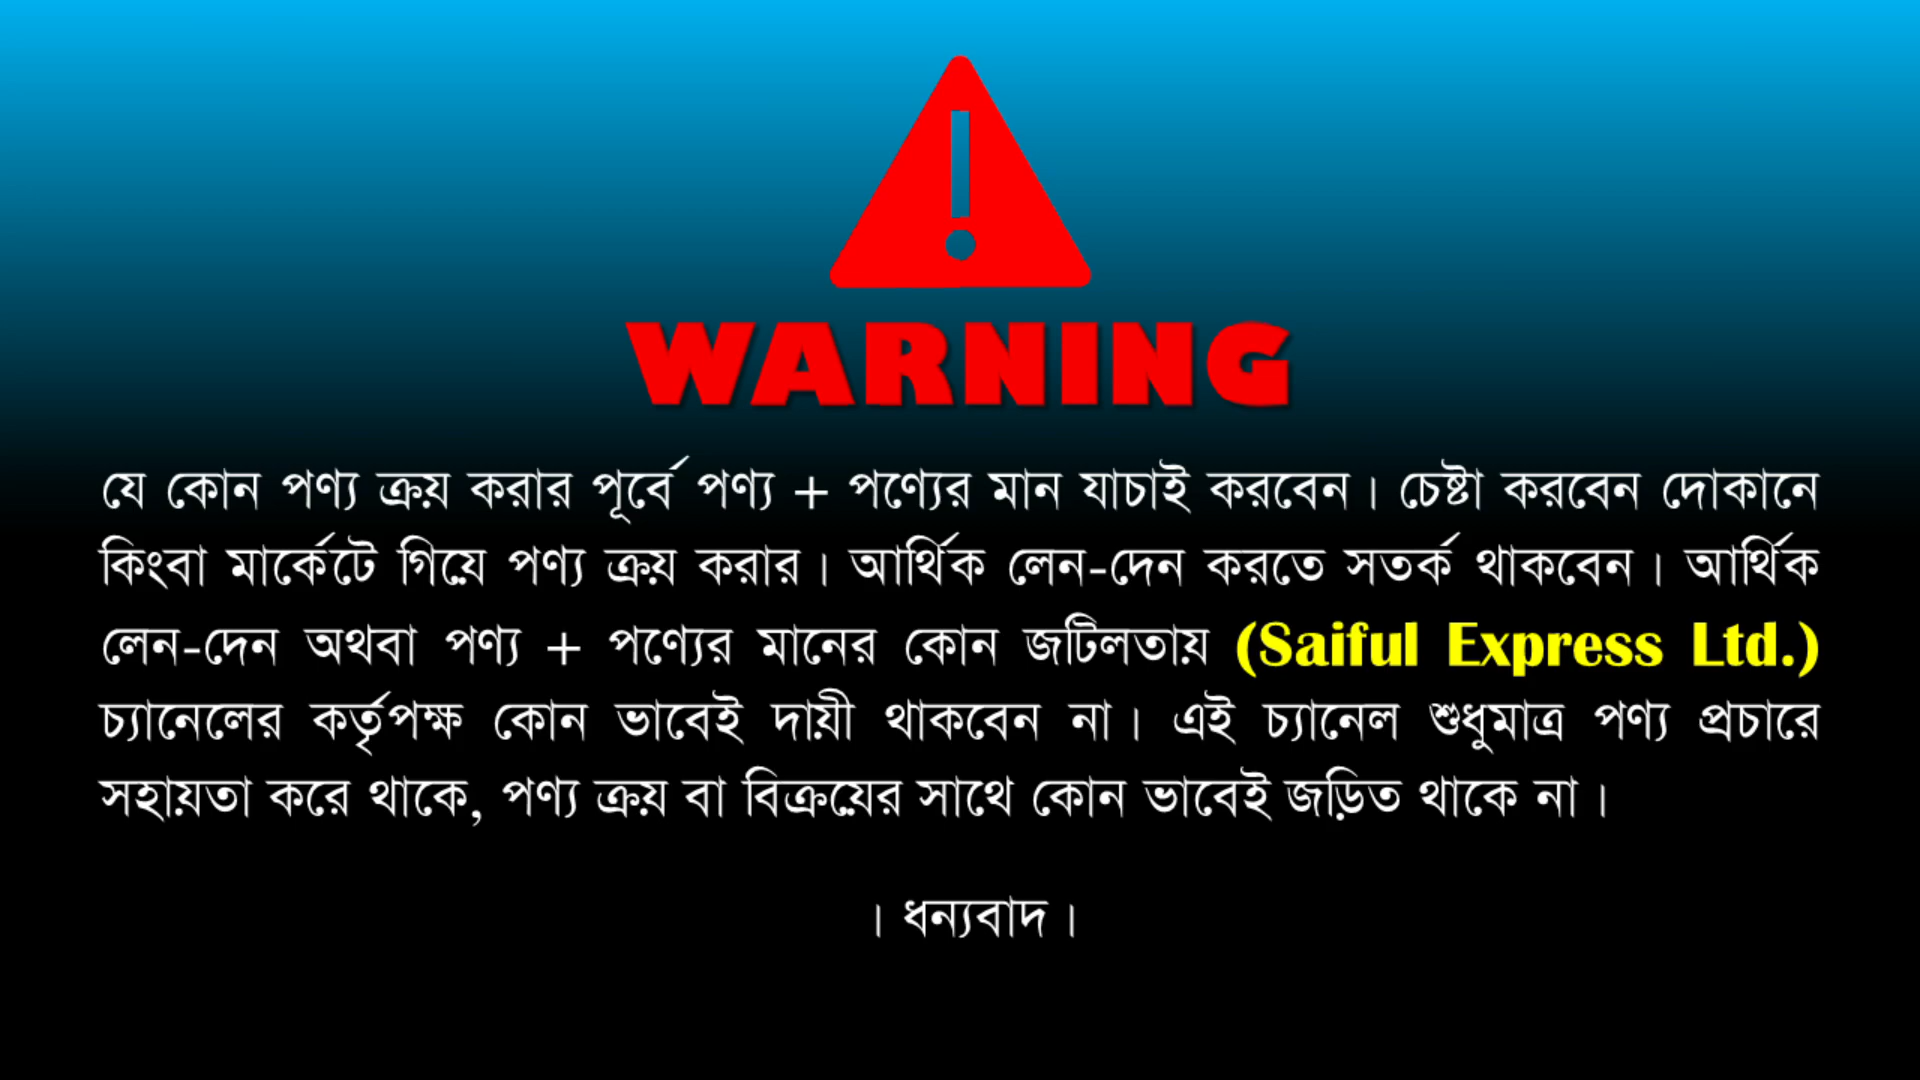 WARNING
যে কোন পণ্য ক্রয় করার পূর্বে পণ্য + পণ্যের মান যাচাই করবেন। চেষ্টা করবেন দোকানে
কিংবা মার্কেটে গিয়ে পণ্য ক্রয় করার। আর্থিক লেন-দেন করতে সতর্ক থাকবেন। আর্থিক
লেন-দেন অথবা পণ্য + পণ্যের মানের কোন জটিলতায় (Saiful Express Ltd.)
চ্যানেলের কর্তৃপক্ষ কোন ভাবেই দায়ী থাকবেন না। এই চ্যানেল শুধুমাত্র পণ্য প্রচারে
সহায়তা করে থাকে, পণ্য ক্রয় বা বিক্রয়ের সাথে কোন ভাবেই জড়িত থাকে না।
। ধন্যবাদ।